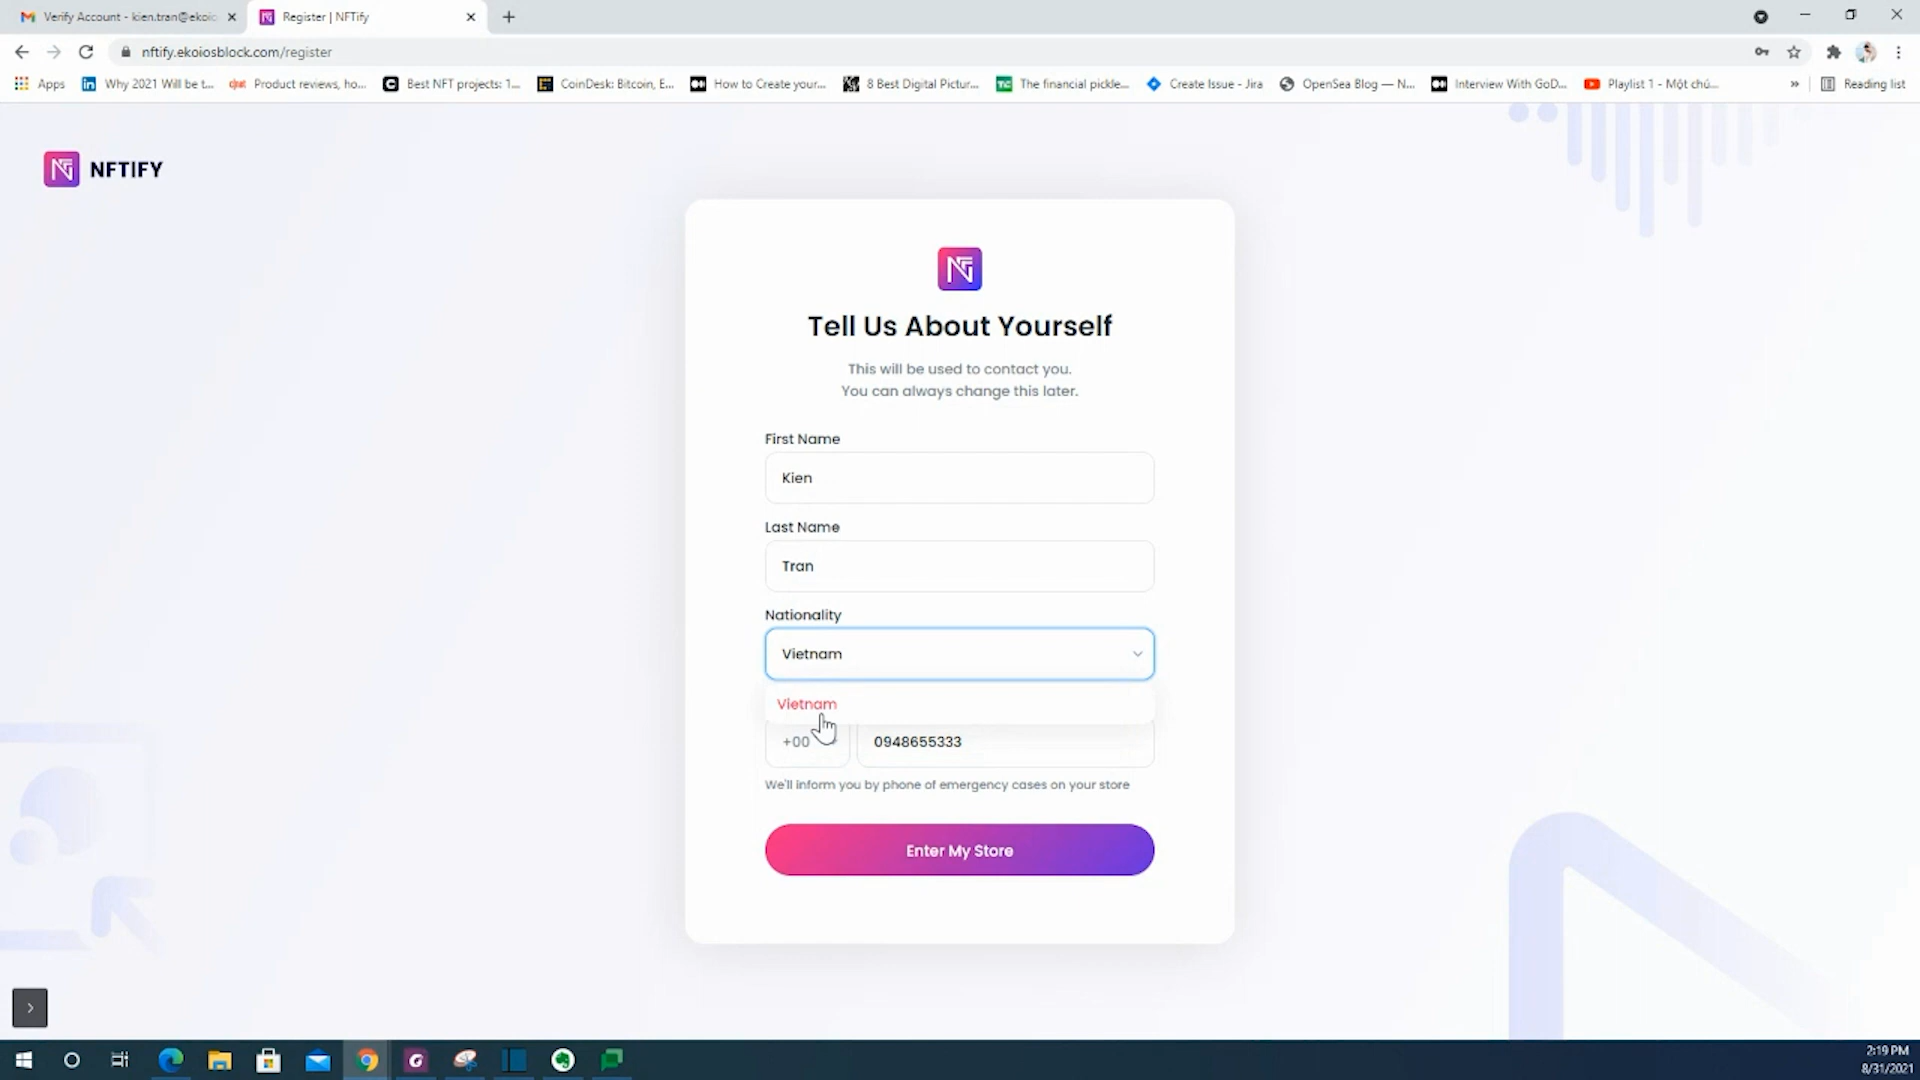 Verify Account - kien.tran@ekoio
Register | NFTify
nftify.ekoiosblock.com/register
Apps
Why 2021 Will be t...
Product reviews, ho...
Best NFT projects: 1...
CoinDesk: Bitcoin, E...
How to Create your...
8 Best Digital Pictur...
The financial pickle...
Create Issue - Jira
OpenSea Blog — N...
Interview With GoD...
Playlist 1 - Một chú...
»
Reading list
NFTIFY
Tell Us About Yourself
This will be used to contact you.
You can always change this later.
First Name
Kien
Last Name
Tran
Nationality
Vietnam
Vietnam
+00
0948655333
We'll inform you by phone of emergency cases on your store
Enter My Store
2:19 PM
8/31/2021